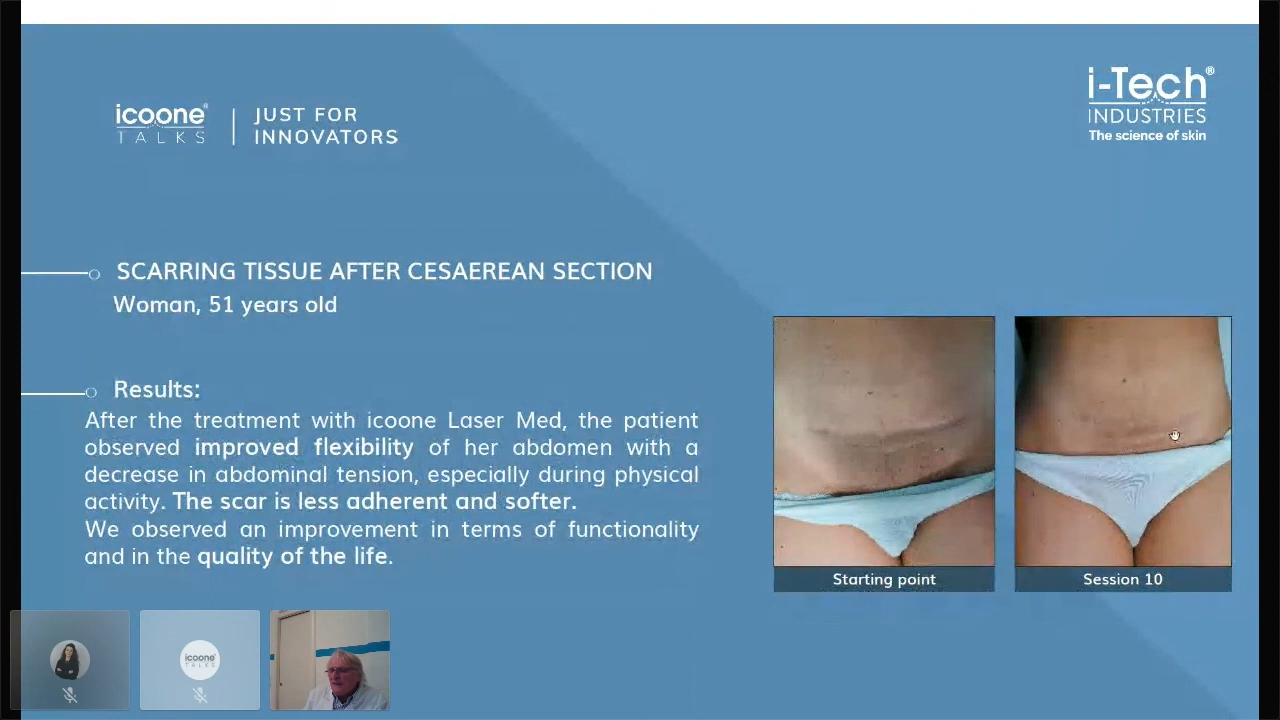 icoone®
TALKS
JUST FOR
INNOVATORS
i-Tech®
INDUSTRIES
The science of skin
SCARRING TISSUE AFTER CESAEREAN SECTION
Woman, 51 years old
Results:
After the treatment with icoone Laser Med, the patient
observed improved flexibility of her abdomen with a
decrease in abdominal tension, especially during physical
activity. The scar is less adherent and softer.
We observed an improvement in terms of functionality
and in the quality of the life.
Starting point
Session 10
icoone®
TALKS